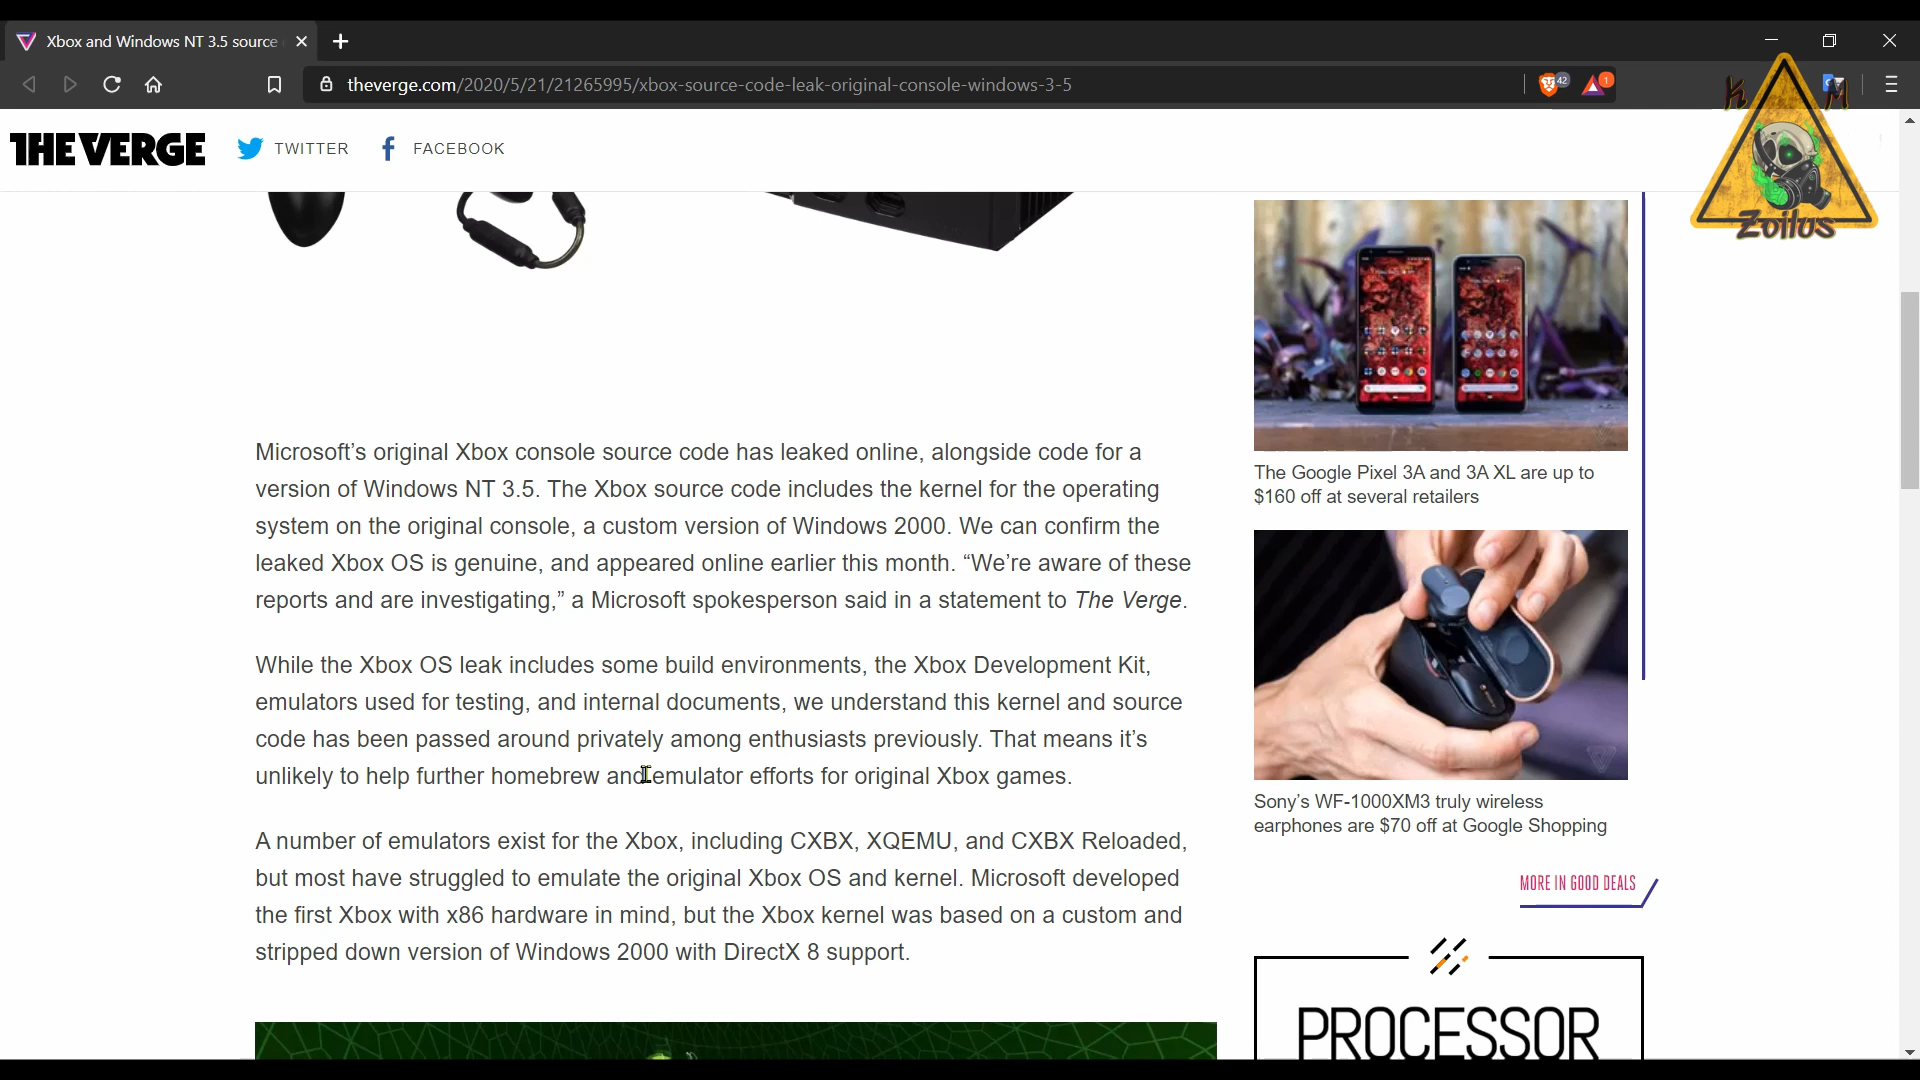 Xbox and Windows NT 3.5 source
theverge.com/2020/5/21/21265995/xbox-source-code-leak-original-console-windows-3-5
42
1
K M
Zoilus
THE VERGE
TWITTER
FACEBOOK
Microsoft’s original Xbox console source code has leaked online, alongside code for a
version of Windows NT 3.5. The Xbox source code includes the kernel for the operating
system on the original console, a custom version of Windows 2000. We can confirm the
leaked Xbox OS is genuine, and appeared online earlier this month. “We’re aware of these
reports and are investigating,” a Microsoft spokesperson said in a statement to The Verge.
While the Xbox OS leak includes some build environments, the Xbox Development Kit,
emulators used for testing, and internal documents, we understand this kernel and source
code has been passed around privately among enthusiasts previously. That means it’s
unlikely to help further homebrew and emulator efforts for original Xbox games.
A number of emulators exist for the Xbox, including CXBX, XQEMU, and CXBX Reloaded,
but most have struggled to emulate the original Xbox OS and kernel. Microsoft developed
the first Xbox with x86 hardware in mind, but the Xbox kernel was based on a custom and
stripped down version of Windows 2000 with DirectX 8 support.
The Google Pixel 3A and 3A XL are up to
$160 off at several retailers
Sony’s WF-1000XM3 truly wireless
earphones are $70 off at Google Shopping
MORE IN GOOD DEALS
PROCESSOR